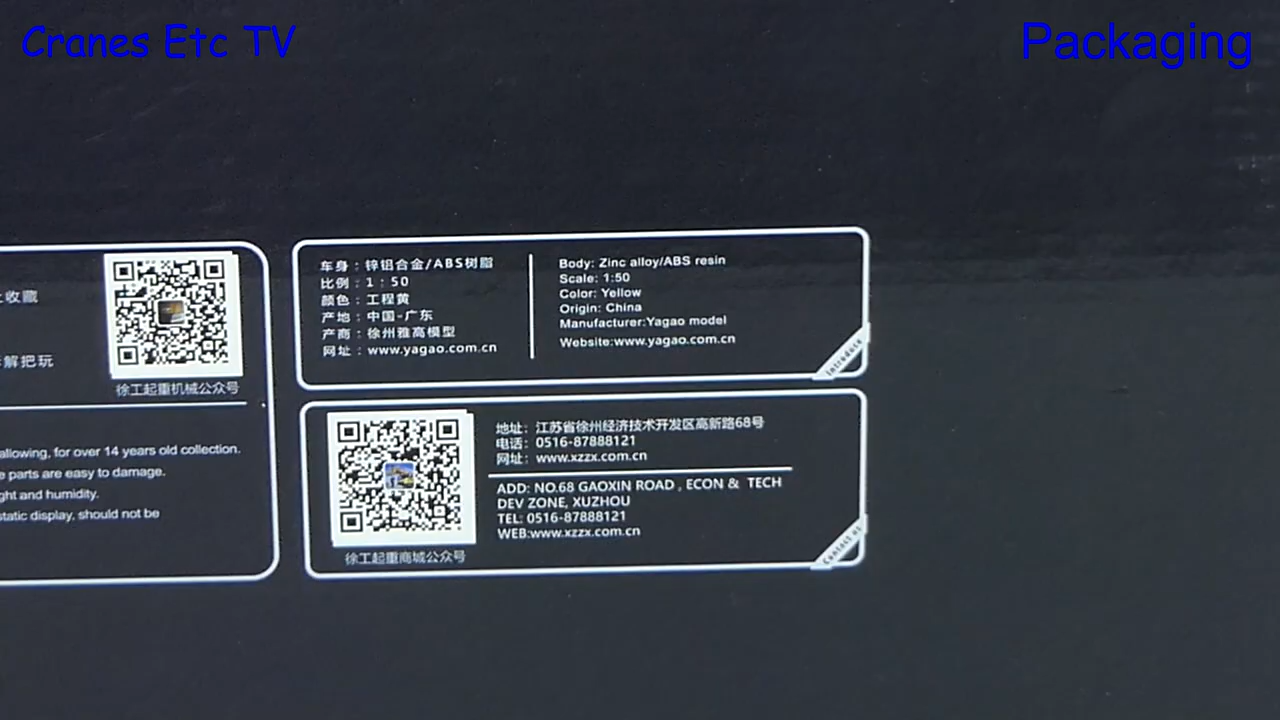 Cranes Etc TV
Packaging
收藏
解把玩
徐工起重机械公众号
allowing, for over 14 years old collection.
parts are easy to damage.
and humidity.
static display, should not be
车身：锌铝合金/ABS树脂
比例：1：50
颜色：工程黄
产地：中国-广东
产商：徐州雅高模型
网址：www.yagao.com.cn
Body: Zinc alloy/ABS resin
Scale: 1:50
Color: Yellow
Origin: China
Manufacturer:Yagao model
Website:www.yagao.com.cn
Introduce
徐工起重商城公众号
地址：江苏省徐州经济技术开发区高新路68号
电话：0516-87888121
网址：www.xzzx.com.cn
ADD: NO.68 GAOXIN ROAD , ECON & TECH
DEV ZONE, XUZHOU
TEL: 0516-87888121
WEB:www.xzzx.com.cn
Contact us